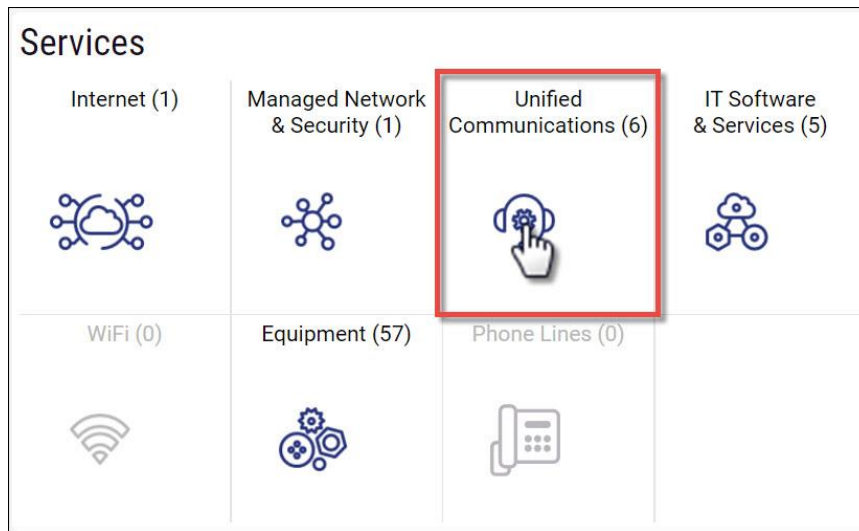 Services
Internet (1)
Managed Network
& Security (1)
Unified
Communications (6)
IT Software
& Services (5)
WiFi (0)
Equipment (57)
Phone Lines (0)